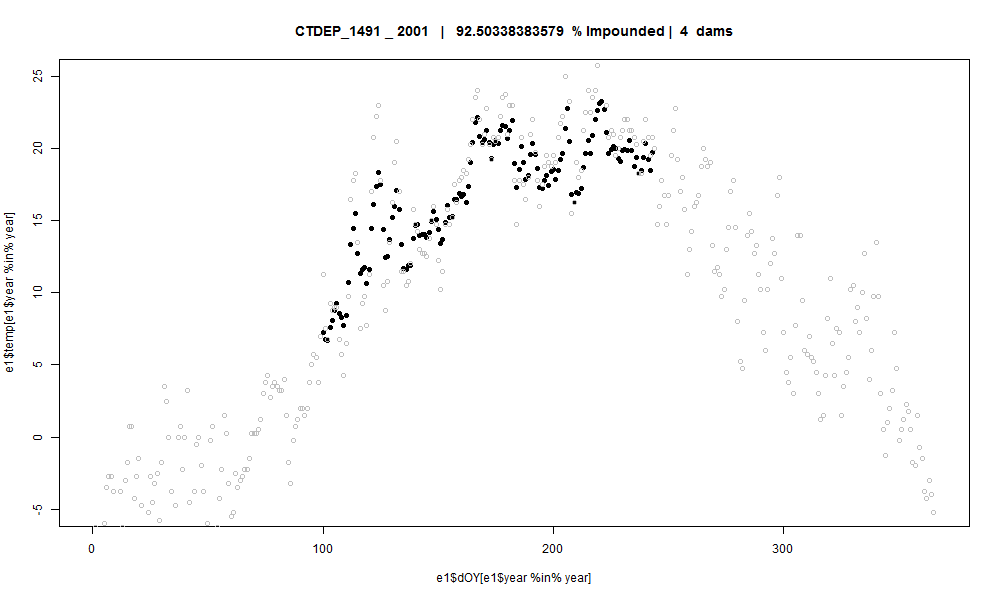 CTDEP_1491 _ 2001 | 92.50338383579 % Impounded | 4 dams
e1$temp[e1$year %in% year]
25
20
15
10
5
0
-5
0 100 200 300
e1$dOY[e1$year %in% year]